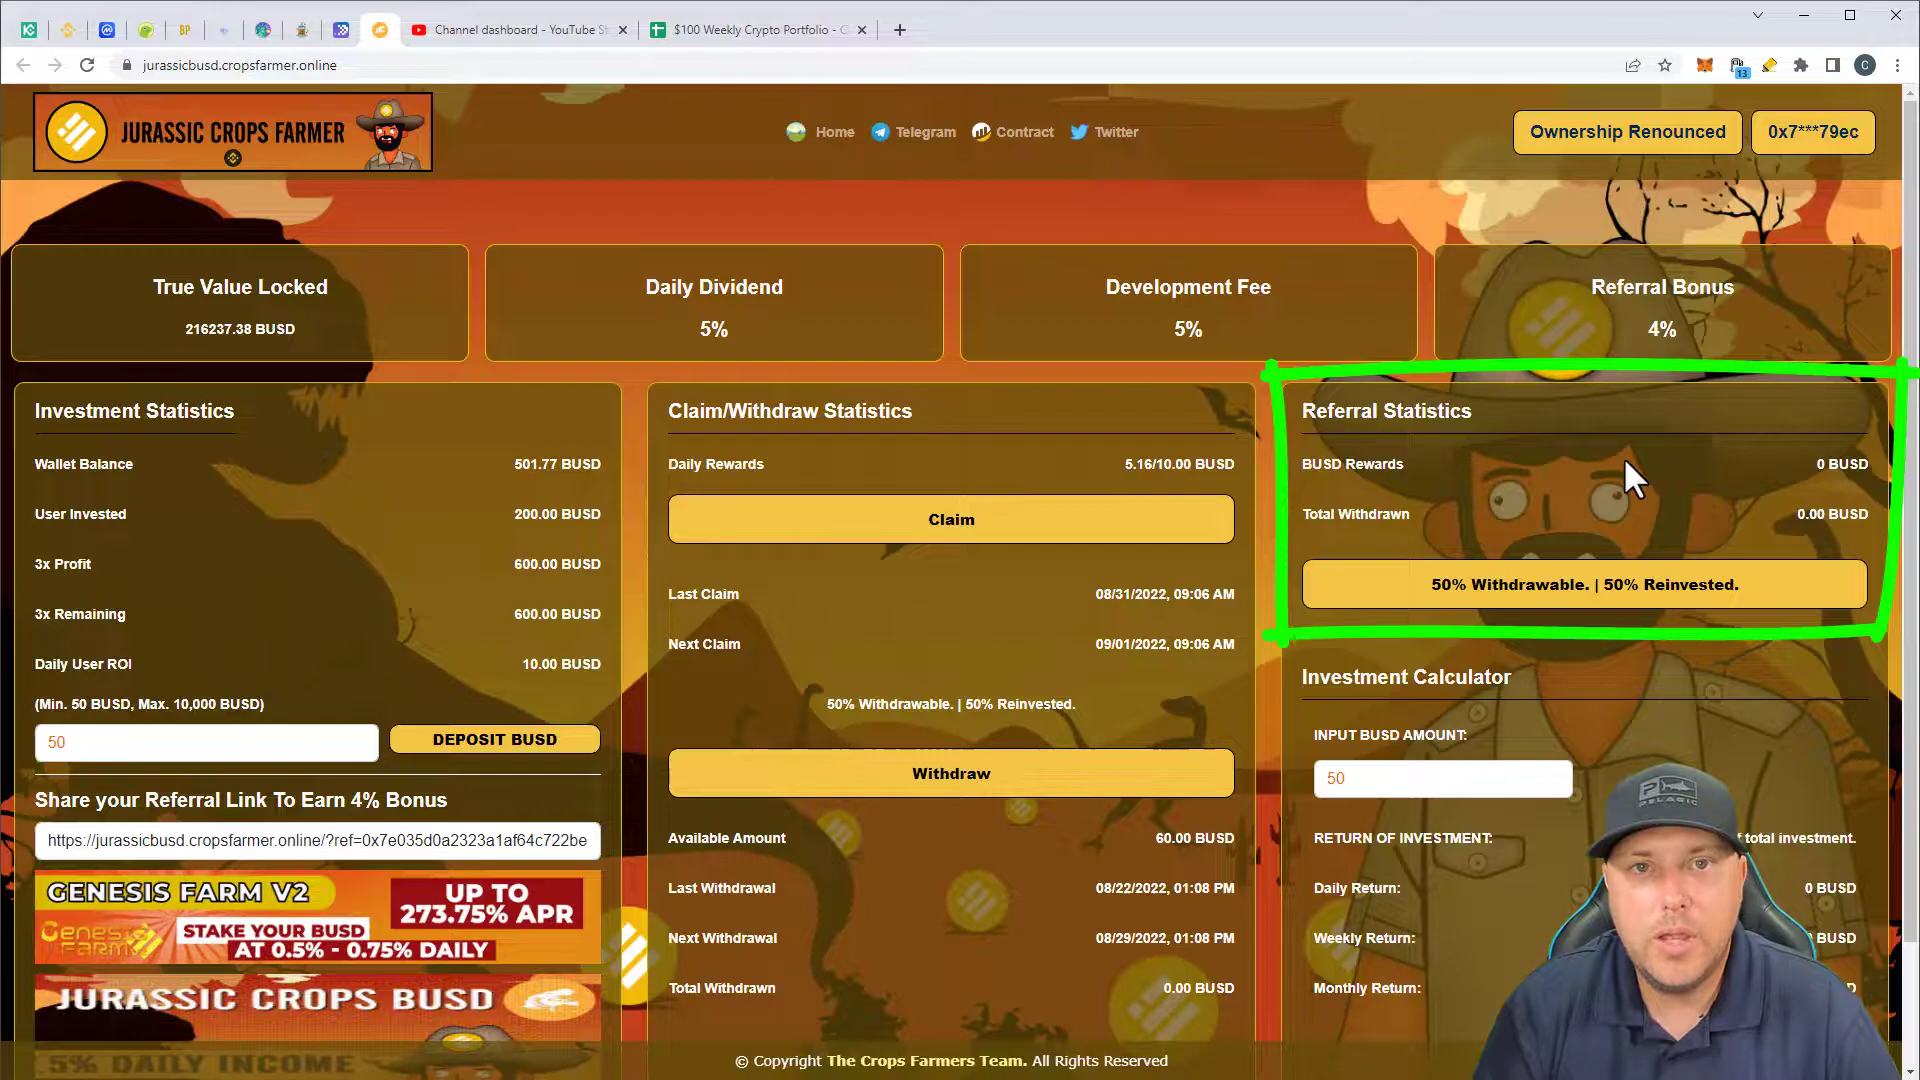 Channel dashboard - YouTube St
$100 Weekly Crypto Portfolio - G
jurassicbusd.cropsfarmer.online
13
C
JURASSIC CROPS FARMER
Home
Telegram
Contract
Twitter
Ownership Renounced
0x7***79ec
True Value Locked
216237.38 BUSD
Daily Dividend
5%
Development Fee
5%
Referral Bonus
4%
Investment Statistics
Wallet Balance 501.77 BUSD
User Invested 200.00 BUSD
3x Profit 600.00 BUSD
3x Remaining 600.00 BUSD
Daily User ROI 10.00 BUSD
(Min. 50 BUSD, Max. 10,000 BUSD)
50
DEPOSIT BUSD
Share your Referral Link To Earn 4% Bonus
https://jurassicbusd.cropsfarmer.online/?ref=0x7e035d0a2323a1af64c722be
GENESIS FARM V2
UP TO
273.75% APR
Genesis
Farm
STAKE YOUR BUSD
AT 0.5% - 0.75% DAILY
JURASSIC CROPS BUSD
5% DAILY INCOME
Claim/Withdraw Statistics
Daily Rewards 5.16/10.00 BUSD
Claim
Last Claim 08/31/2022, 09:06 AM
Next Claim 09/01/2022, 09:06 AM
50% Withdrawable. | 50% Reinvested.
Withdraw
Available Amount 60.00 BUSD
Last Withdrawal 08/22/2022, 01:08 PM
Next Withdrawal 08/29/2022, 01:08 PM
Total Withdrawn 0.00 BUSD
Referral Statistics
BUSD Rewards 0 BUSD
Total Withdrawn 0.00 BUSD
50% Withdrawable. | 50% Reinvested.
Investment Calculator
INPUT BUSD AMOUNT:
50
RETURN OF INVESTMENT: total investment.
Daily Return: 0 BUSD
Weekly Return: BUSD
Monthly Return:
PELAGIC
© Copyright The Crops Farmers Team. All Rights Reserved